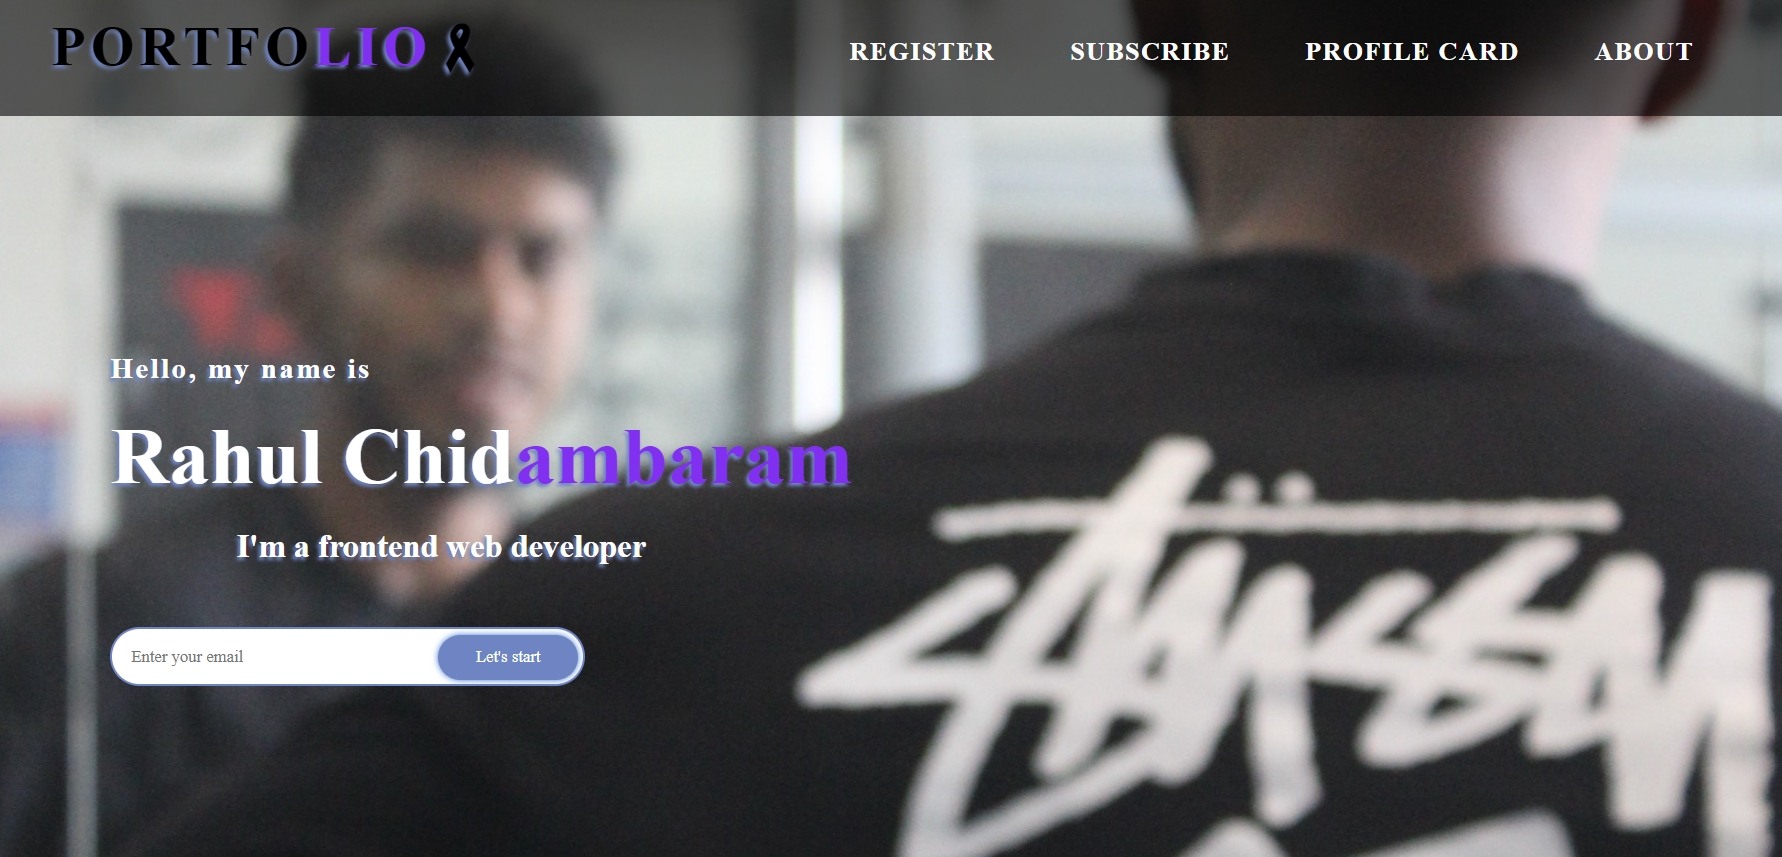 PORTFOLIO
REGISTER SUBSCRIBE PROFILE CARD ABOUT
Hello, my name is
Rahul Chidambaram
I'm a frontend web developer
Enter your email Let's start
Stüssy